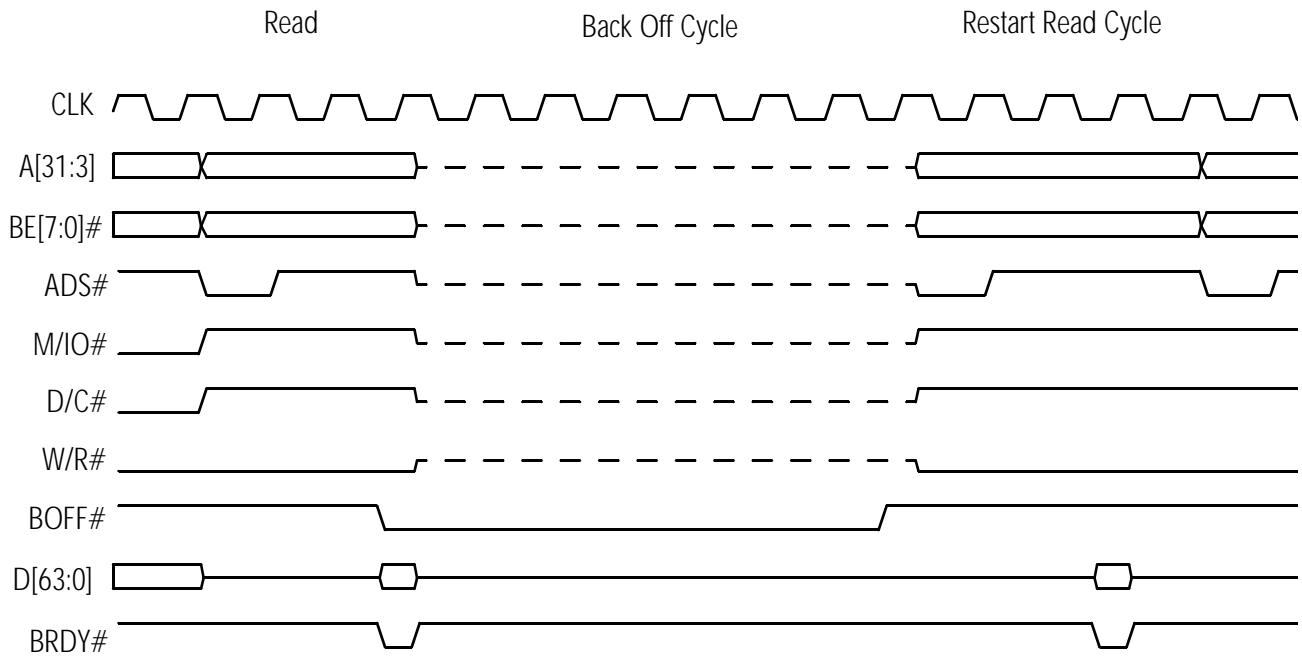 Read
Back Off Cycle
Restart Read Cycle
CLK
A[31:3]
BE[7:0]#
ADS#
M/IO#
D/C#
W/R#
BOFF#
D[63:0]
BRDY#